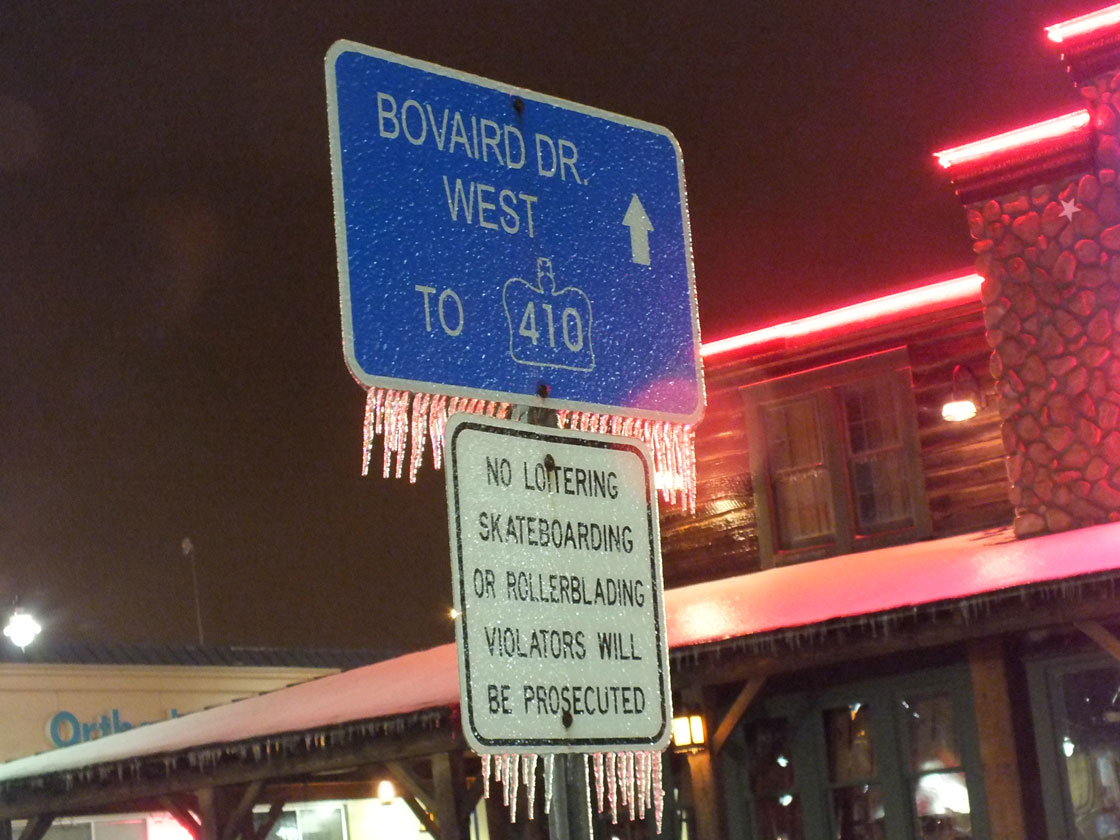 BOVAIRD DR.
WEST
TO 410
NO LOITERING
SKATEBOARDING
OR ROLLERBLADING
VIOLATORS WILL
BE PROSECUTED